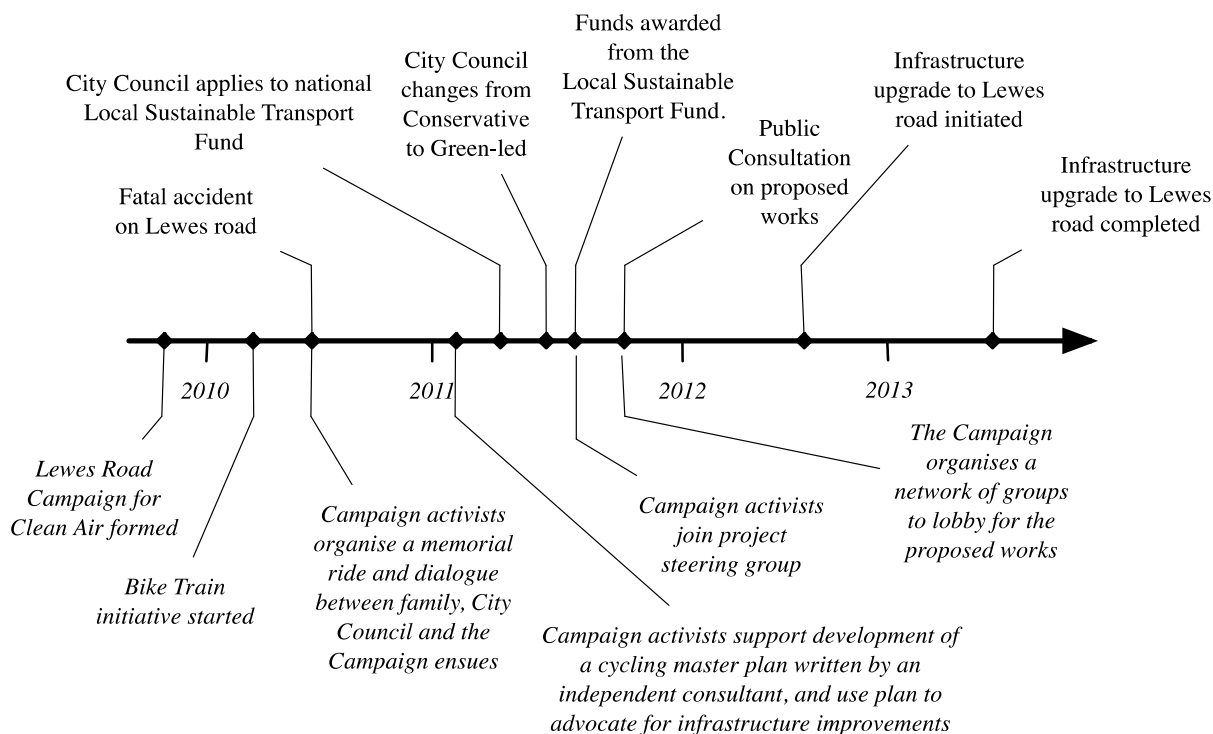 City Council applies to national
Local Sustainable Transport
Fund
Fatal accident
on Lewes road
City Council
changes from
Conservative
to Green-led
Funds awarded
from the
Local Sustainable
Transport Fund.
Public
Consultation
on proposed
works
Infrastructure
upgrade to Lewes
road initiated
Infrastructure
upgrade to Lewes
road completed
2010
2011
2012
2013
Lewes Road
Campaign for
Clean Air formed
Bike Train
initiative started
Campaign activists
organise a memorial
ride and dialogue
between family, City
Council and the
Campaign ensues
Campaign activists support development of
a cycling master plan written by an
independent consultant, and use plan to
advocate for infrastructure improvements
Campaign activists
join project
steering group
The Campaign
organises a
network of groups
to lobby for the
proposed works